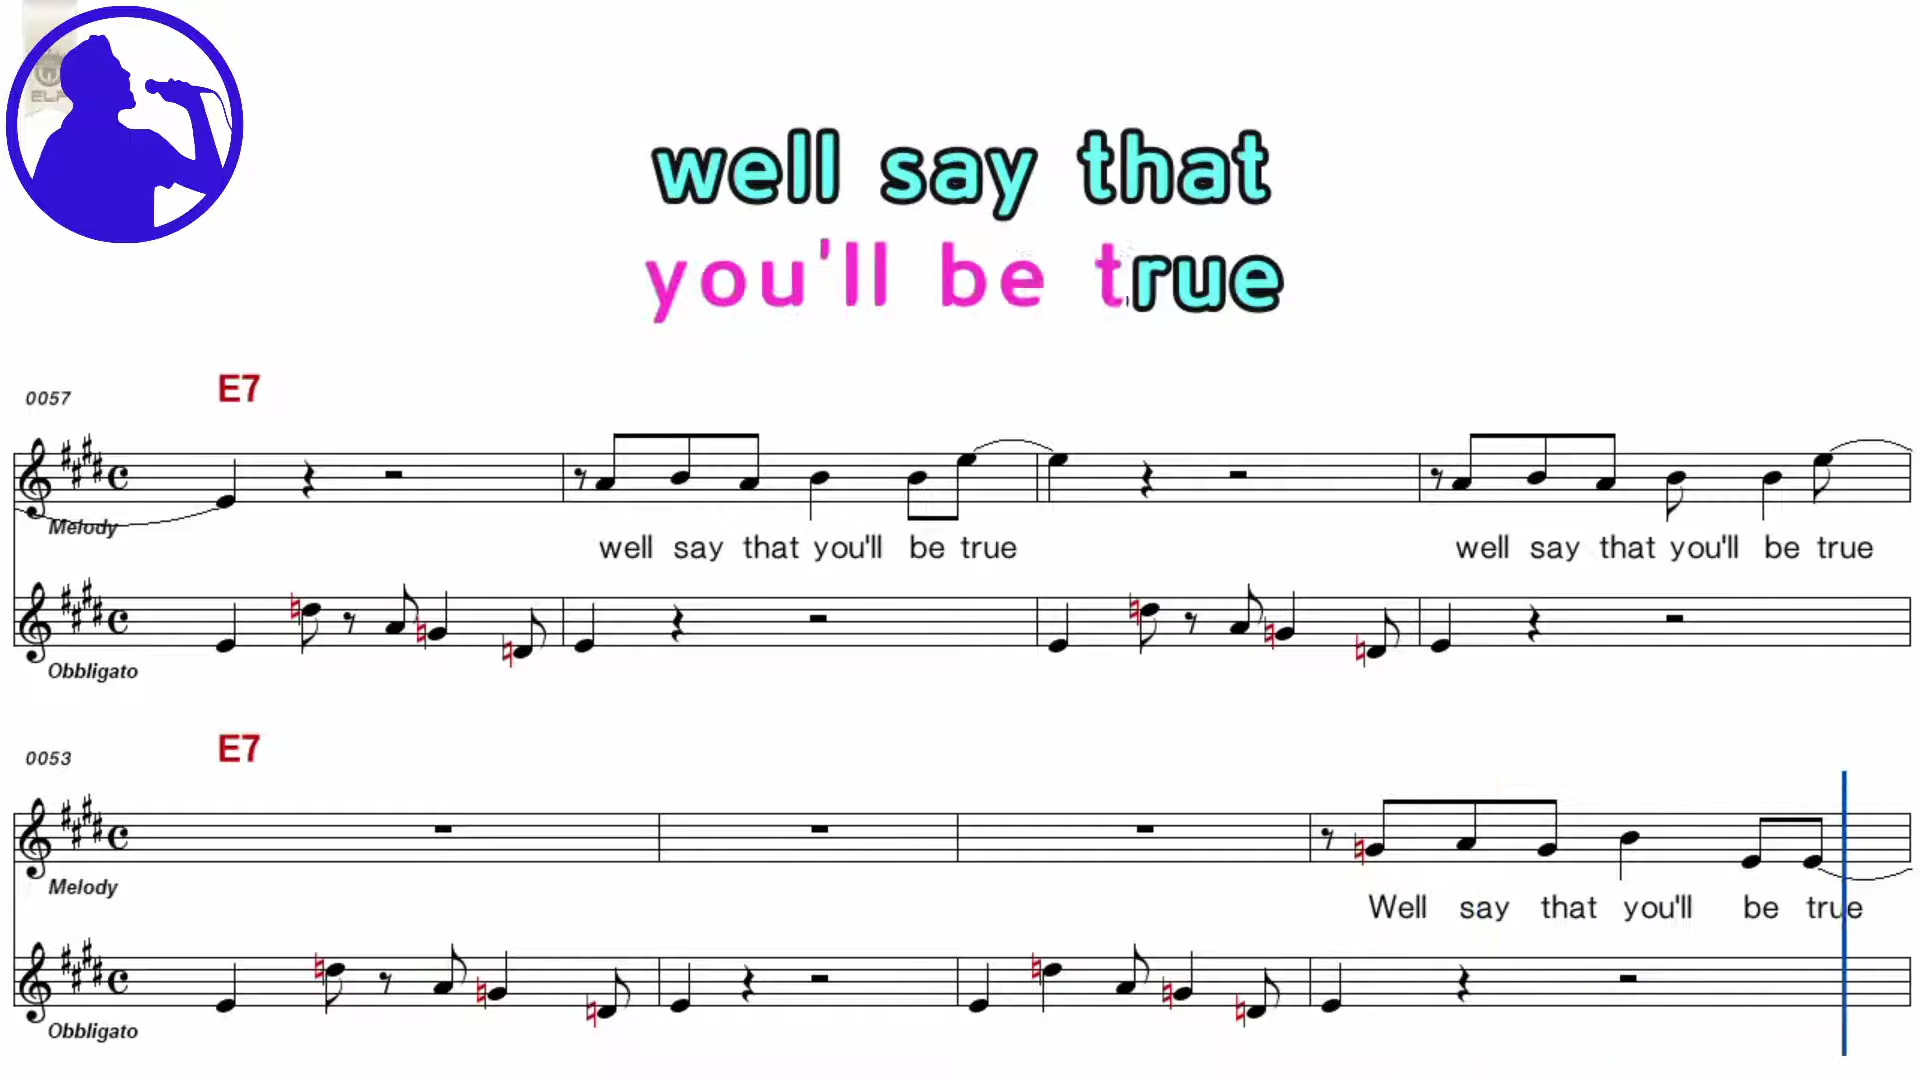 ELF
well say that
you'll be true
0057
E7
Melody
well say that you'll be true well say that you'll be true
Obbligato
0053
E7
Melody
Well say that you'll be true
Obbligato